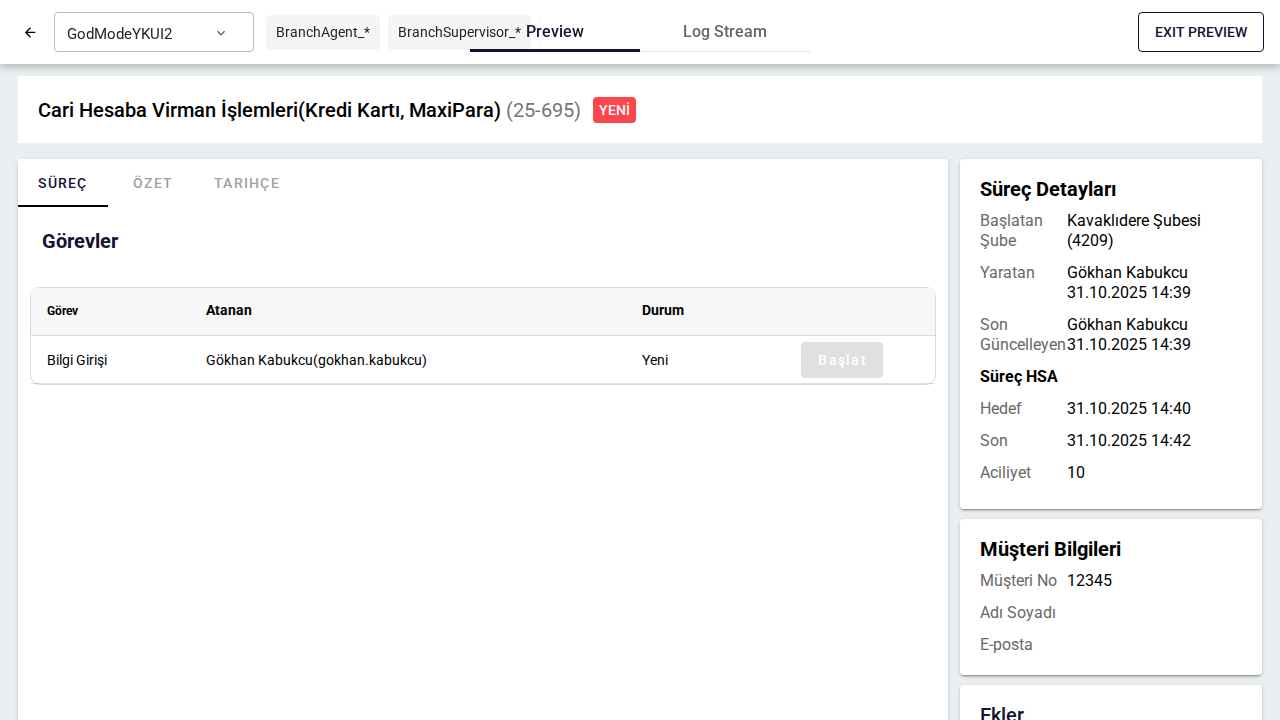 GodModeYKUI2
BranchAgent_*
BranchSupervisor_*
Preview
Log Stream
EXIT PREVIEW
Cari Hesaba Virman İşlemleri(Kredi Kartı, MaxiPara) (25-695) YENİ
SÜREÇ ÖZET TARIHÇE
Görevler
Görev Atanan Durum
Bilgi Girişi Gökhan Kabukcu(gokhan.kabukcu) Yeni Başlat
Süreç Detayları
Başlatan Şube Kavaklıdere Şubesi
(4209)
Yaratan Gökhan Kabukcu
31.10.2025 14:39
Son Gökhan Kabukcu
Güncelleyen 31.10.2025 14:39
Süreç HSA
Hedef 31.10.2025 14:40
Son 31.10.2025 14:42
Aciliyet 10
Müşteri Bilgileri
Müşteri No 12345
Adı Soyadı
E-posta
Ekler